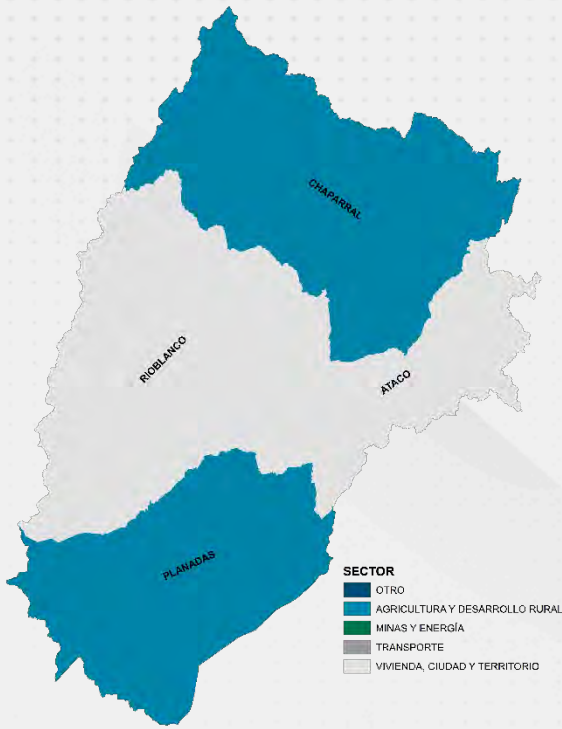 CHAPARRAL
RIOBLANCO
ATACO
PLANADAS
SECTOR
OTRO
AGRICULTURA Y DESARROLLO RURAL
MINAS Y ENERGÍA
TRANSPORTE
VIVIENDA, CIUDAD Y TERRITORIO